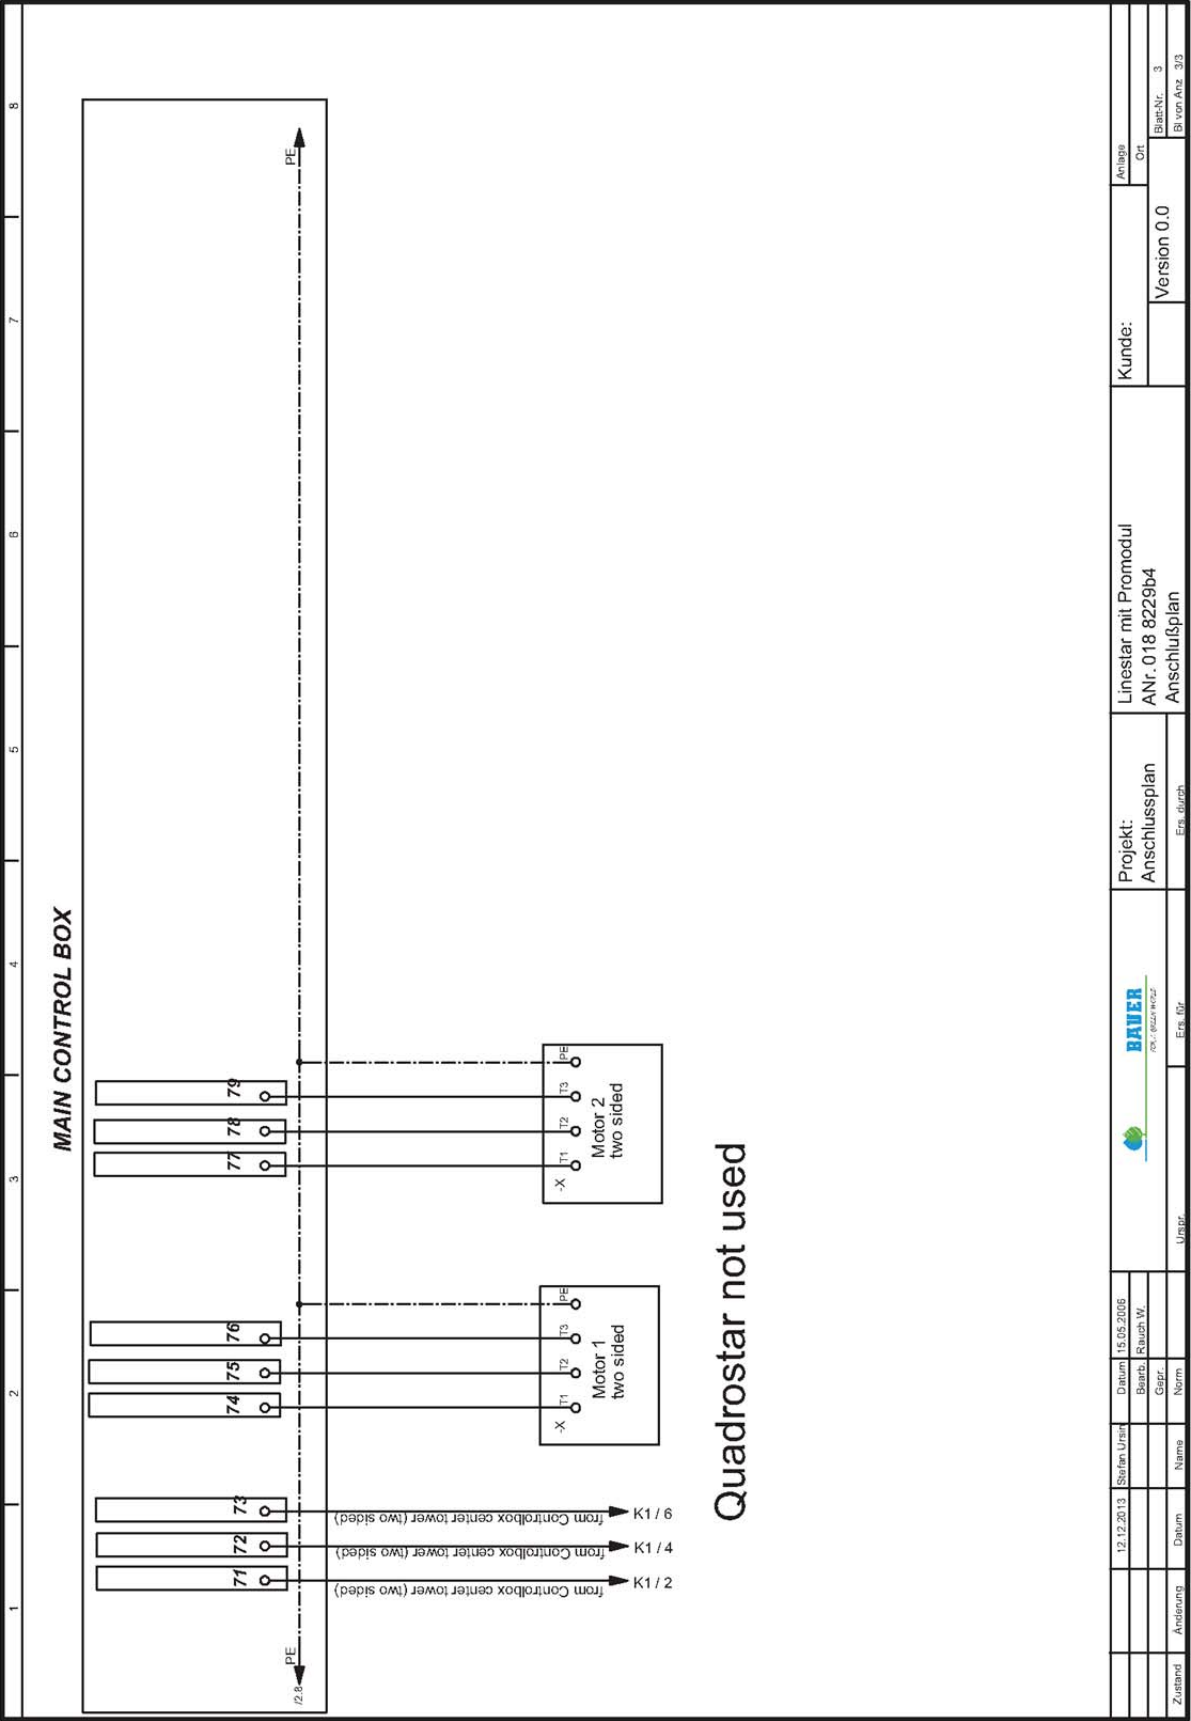 1 2 3 4 5 6 7 8
MAIN CONTROL BOX
71 72 73 74 75 76 77 78 79
/2.8
PE
PE
from Controlbox center tower (two sided)
from Controlbox center tower (two sided)
from Controlbox center tower (two sided)
K1 / 2
K1 / 4
K1 / 6
-X T1 T2 T3 PE
Motor 1
two sided
-X T1 T2 T3 PE
Motor 2
two sided
Quadrostar not used
12.12.2013 Stefan Ursin
Zustand Änderung Datum Name Norm
Datum 15.05.2006
Bearb. Rauch W.
Gepr.
Urspr.
BAUER
Ers. für
Ers. durch
Projekt:
Anschlussplan
Linestar mit Promodul
ANr. 018 8229b4
Anschlußplan
Kunde:
Version 0.0
Anlage
Ort
Blatt-Nr. 3
Bl von Anz 3/3